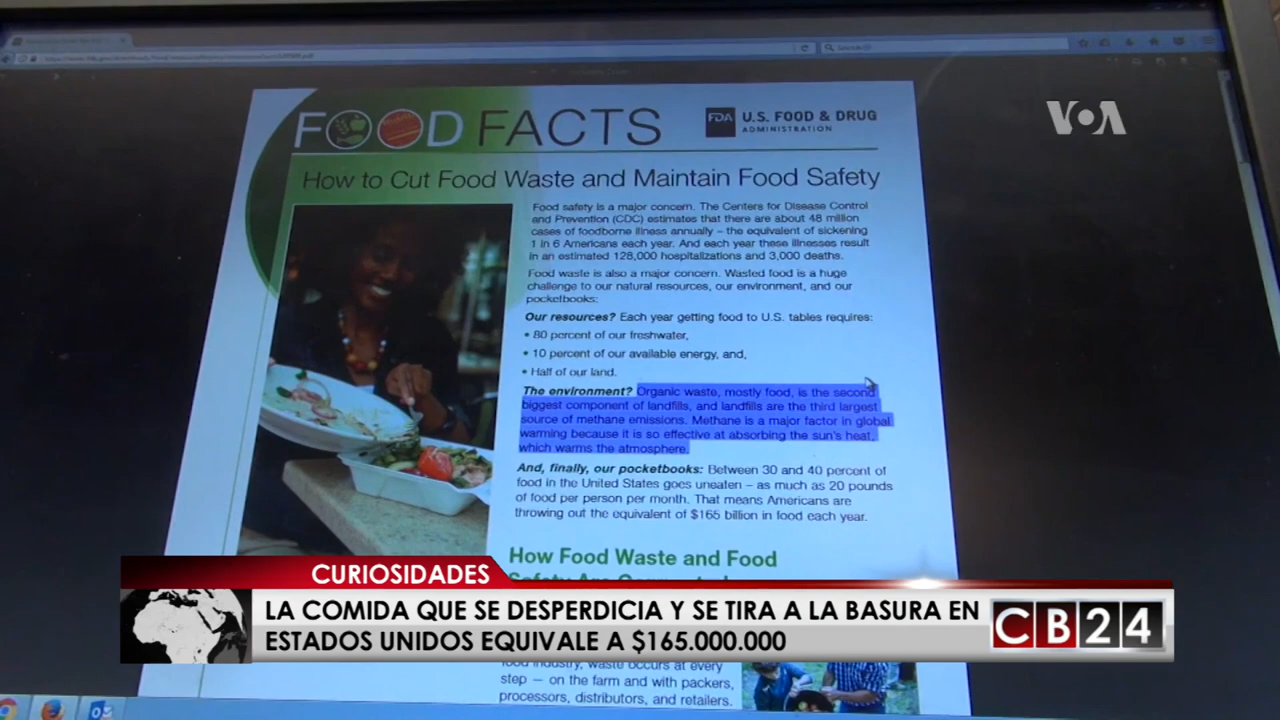 VOA
FOOD FACTS
FDA
U.S. FOOD & DRUG
ADMINISTRATION
How to Cut Food Waste and Maintain Food Safety
Food safety is a major concern. The Centers for Disease Control
and Prevention (CDC) estimates that there are about 48 million
cases of foodborne illness annually – the equivalent of sickening
1 in 6 Americans each year. And each year these illnesses result
in an estimated 128,000 hospitalizations and 3,000 deaths.
Food waste is also a major concern. Wasted food is a huge
challenge to our natural resources, our environment, and our
pocketbooks:
Our resources? Each year getting food to U.S. tables requires:
• 80 percent of our freshwater,
• 10 percent of our available energy, and,
• Half of our land.
The environment? Organic waste, mostly food, is the second
biggest component of landfills, and landfills are the third largest
source of methane emissions. Methane is a major factor in global
warming because it is so effective at absorbing the sun's heat,
which warms the atmosphere.
And, finally, our pocketbooks: Between 30 and 40 percent of
food in the United States goes uneaten – as much as 20 pounds
of food per person per month. That means Americans are
throwing out the equivalent of $165 billion in food each year.
How Food Waste and Food
CURIOSIDADES
LA COMIDA QUE SE DESPERDICIA Y SE TIRA A LA BASURA EN
ESTADOS UNIDOS EQUIVALE A $165.000.000
CB24
food industry, waste occurs at every
step — on the farm and with packers,
processors, distributors, and retailers.